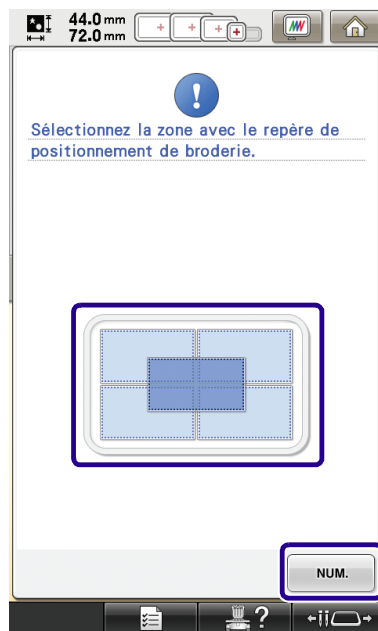 44.0 mm
72.0 mm
!
Sélectionnez la zone avec le repère de
positionnement de broderie.
NUM.
?